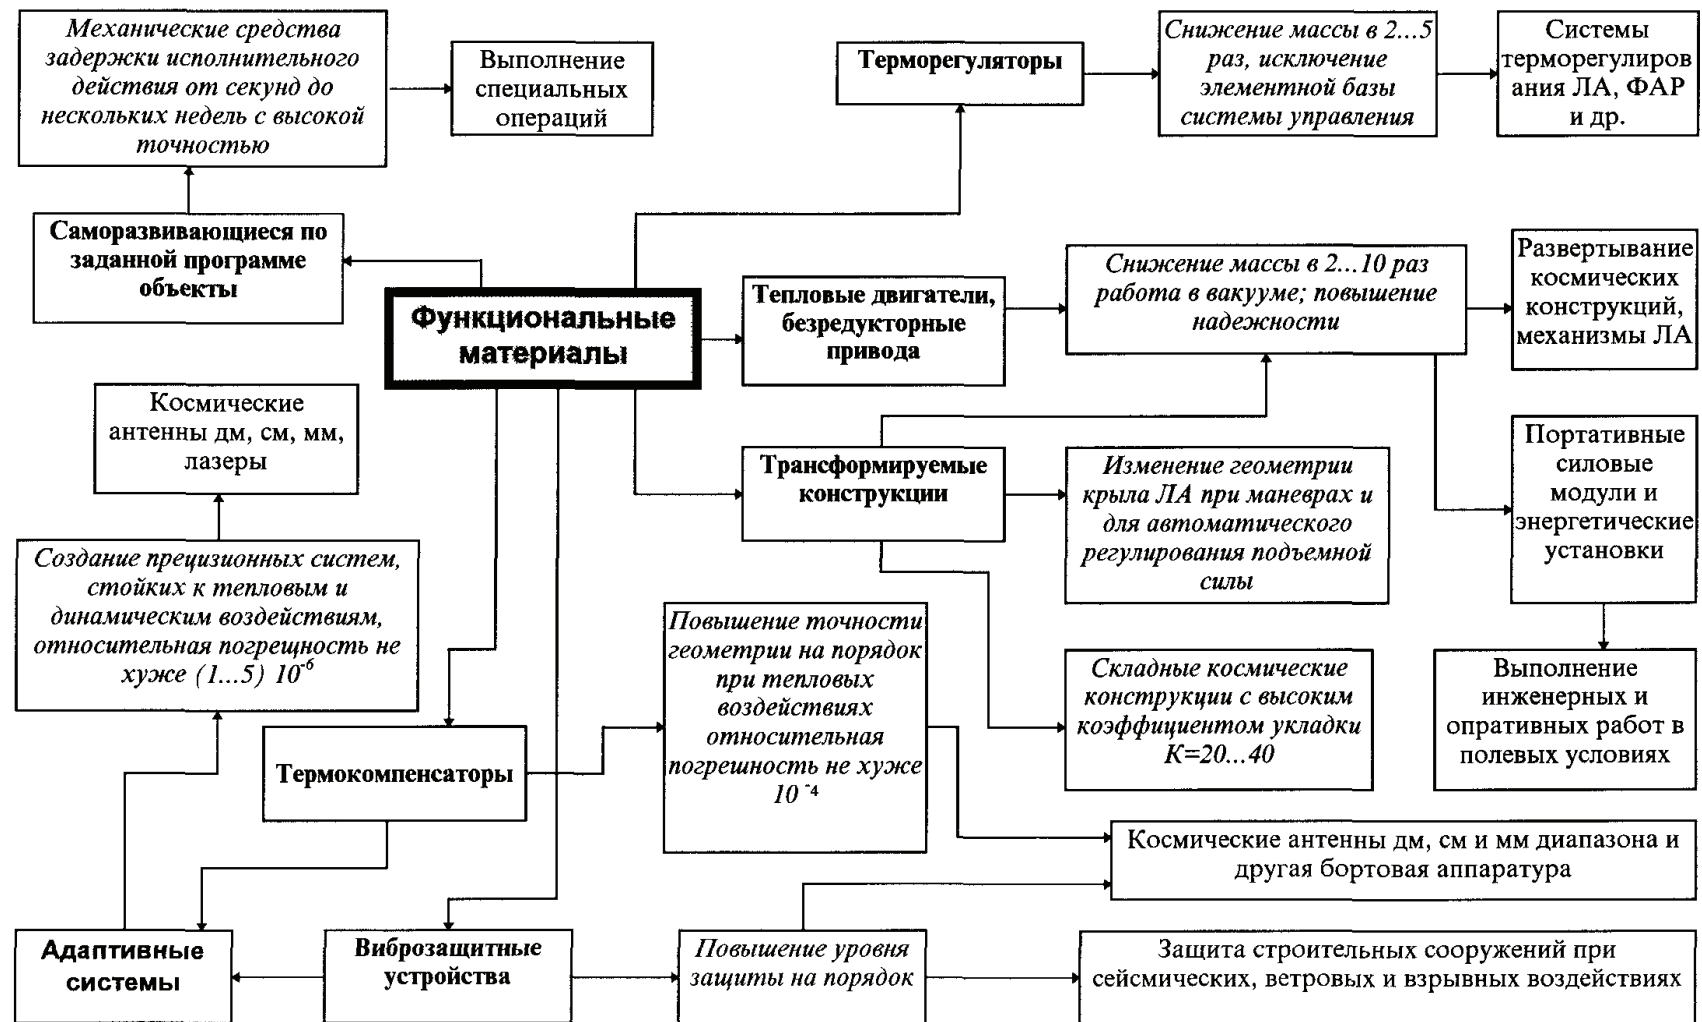 Механические средства
задержки исполнительного
действия от секунд до
нескольких недель с высокой
точностью
Выполнение
специальных
операций
Терморегуляторы
Снижение массы в 2...5
раз, исключение
элементной базы
системы управления
Системы
терморегулиров
ания ЛА, ФАР
и др.
Саморазвивающиеся по
заданной программе
объекты
Функциональные
материалы
Тепловые двигатели,
безредукторные
привода
Снижение массы в 2...10 раз
работа в вакууме; повышение
надежности
Развертывание
космических
конструкций,
механизмы ЛА
Космические
антенны дм, см, мм,
лазеры
Трансформируемые
конструкции
Изменение геометрии
крыла ЛА при маневрах и
для автоматического
регулирования подъемной
силы
Портативные
силовые
модули и
энергетические
установки
Создание прецизионных систем,
стойких к тепловым и
динамическим воздействиям,
относительная погрещность не
хуже (1...5) 10⁻⁶
Повышение точности
геометрии на порядок
при тепловых
воздействиях
относительная
погрешность не хуже
10⁻⁴
Складные космические
конструкции с высоким
коэффициентом укладки
К=20...40
Выполнение
инженерных и
опративных работ в
полевых условиях
Термокомпенсаторы
Космические антенны дм, см и мм диапазона и
другая бортовая аппаратура
Адаптивные
системы
Виброзащитные
устройства
Повышение уровня
защиты на порядок
Защита строительных сооружений при
сейсмических, ветровых и взрывных воздействиях